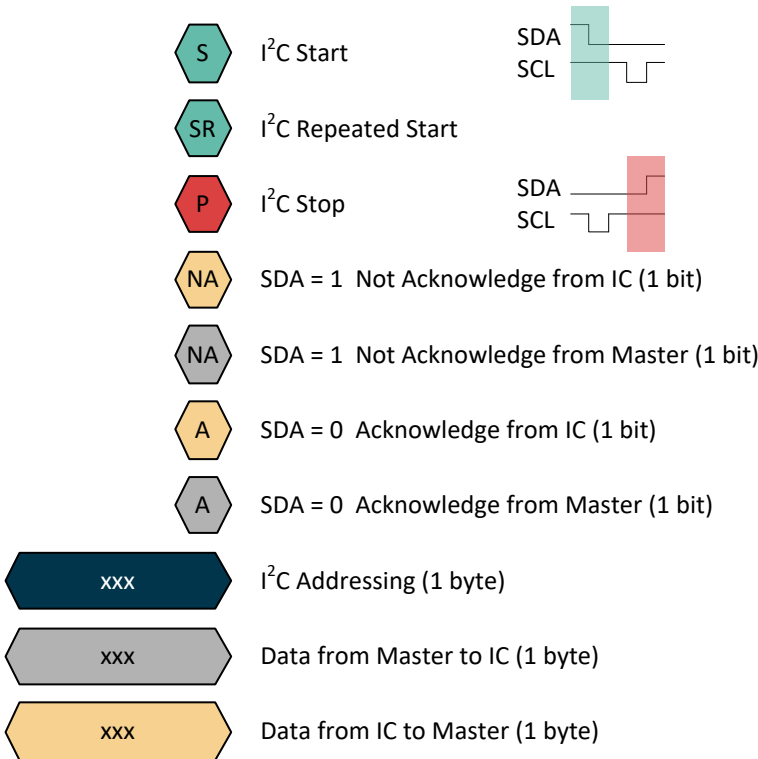 S I²C Start SDA
SCL
SR I²C Repeated Start
P I²C Stop SDA
SCL
NA SDA = 1 Not Acknowledge from IC (1 bit)
NA SDA = 1 Not Acknowledge from Master (1 bit)
A SDA = 0 Acknowledge from IC (1 bit)
A SDA = 0 Acknowledge from Master (1 bit)
xxx I²C Addressing (1 byte)
xxx Data from Master to IC (1 byte)
xxx Data from IC to Master (1 byte)